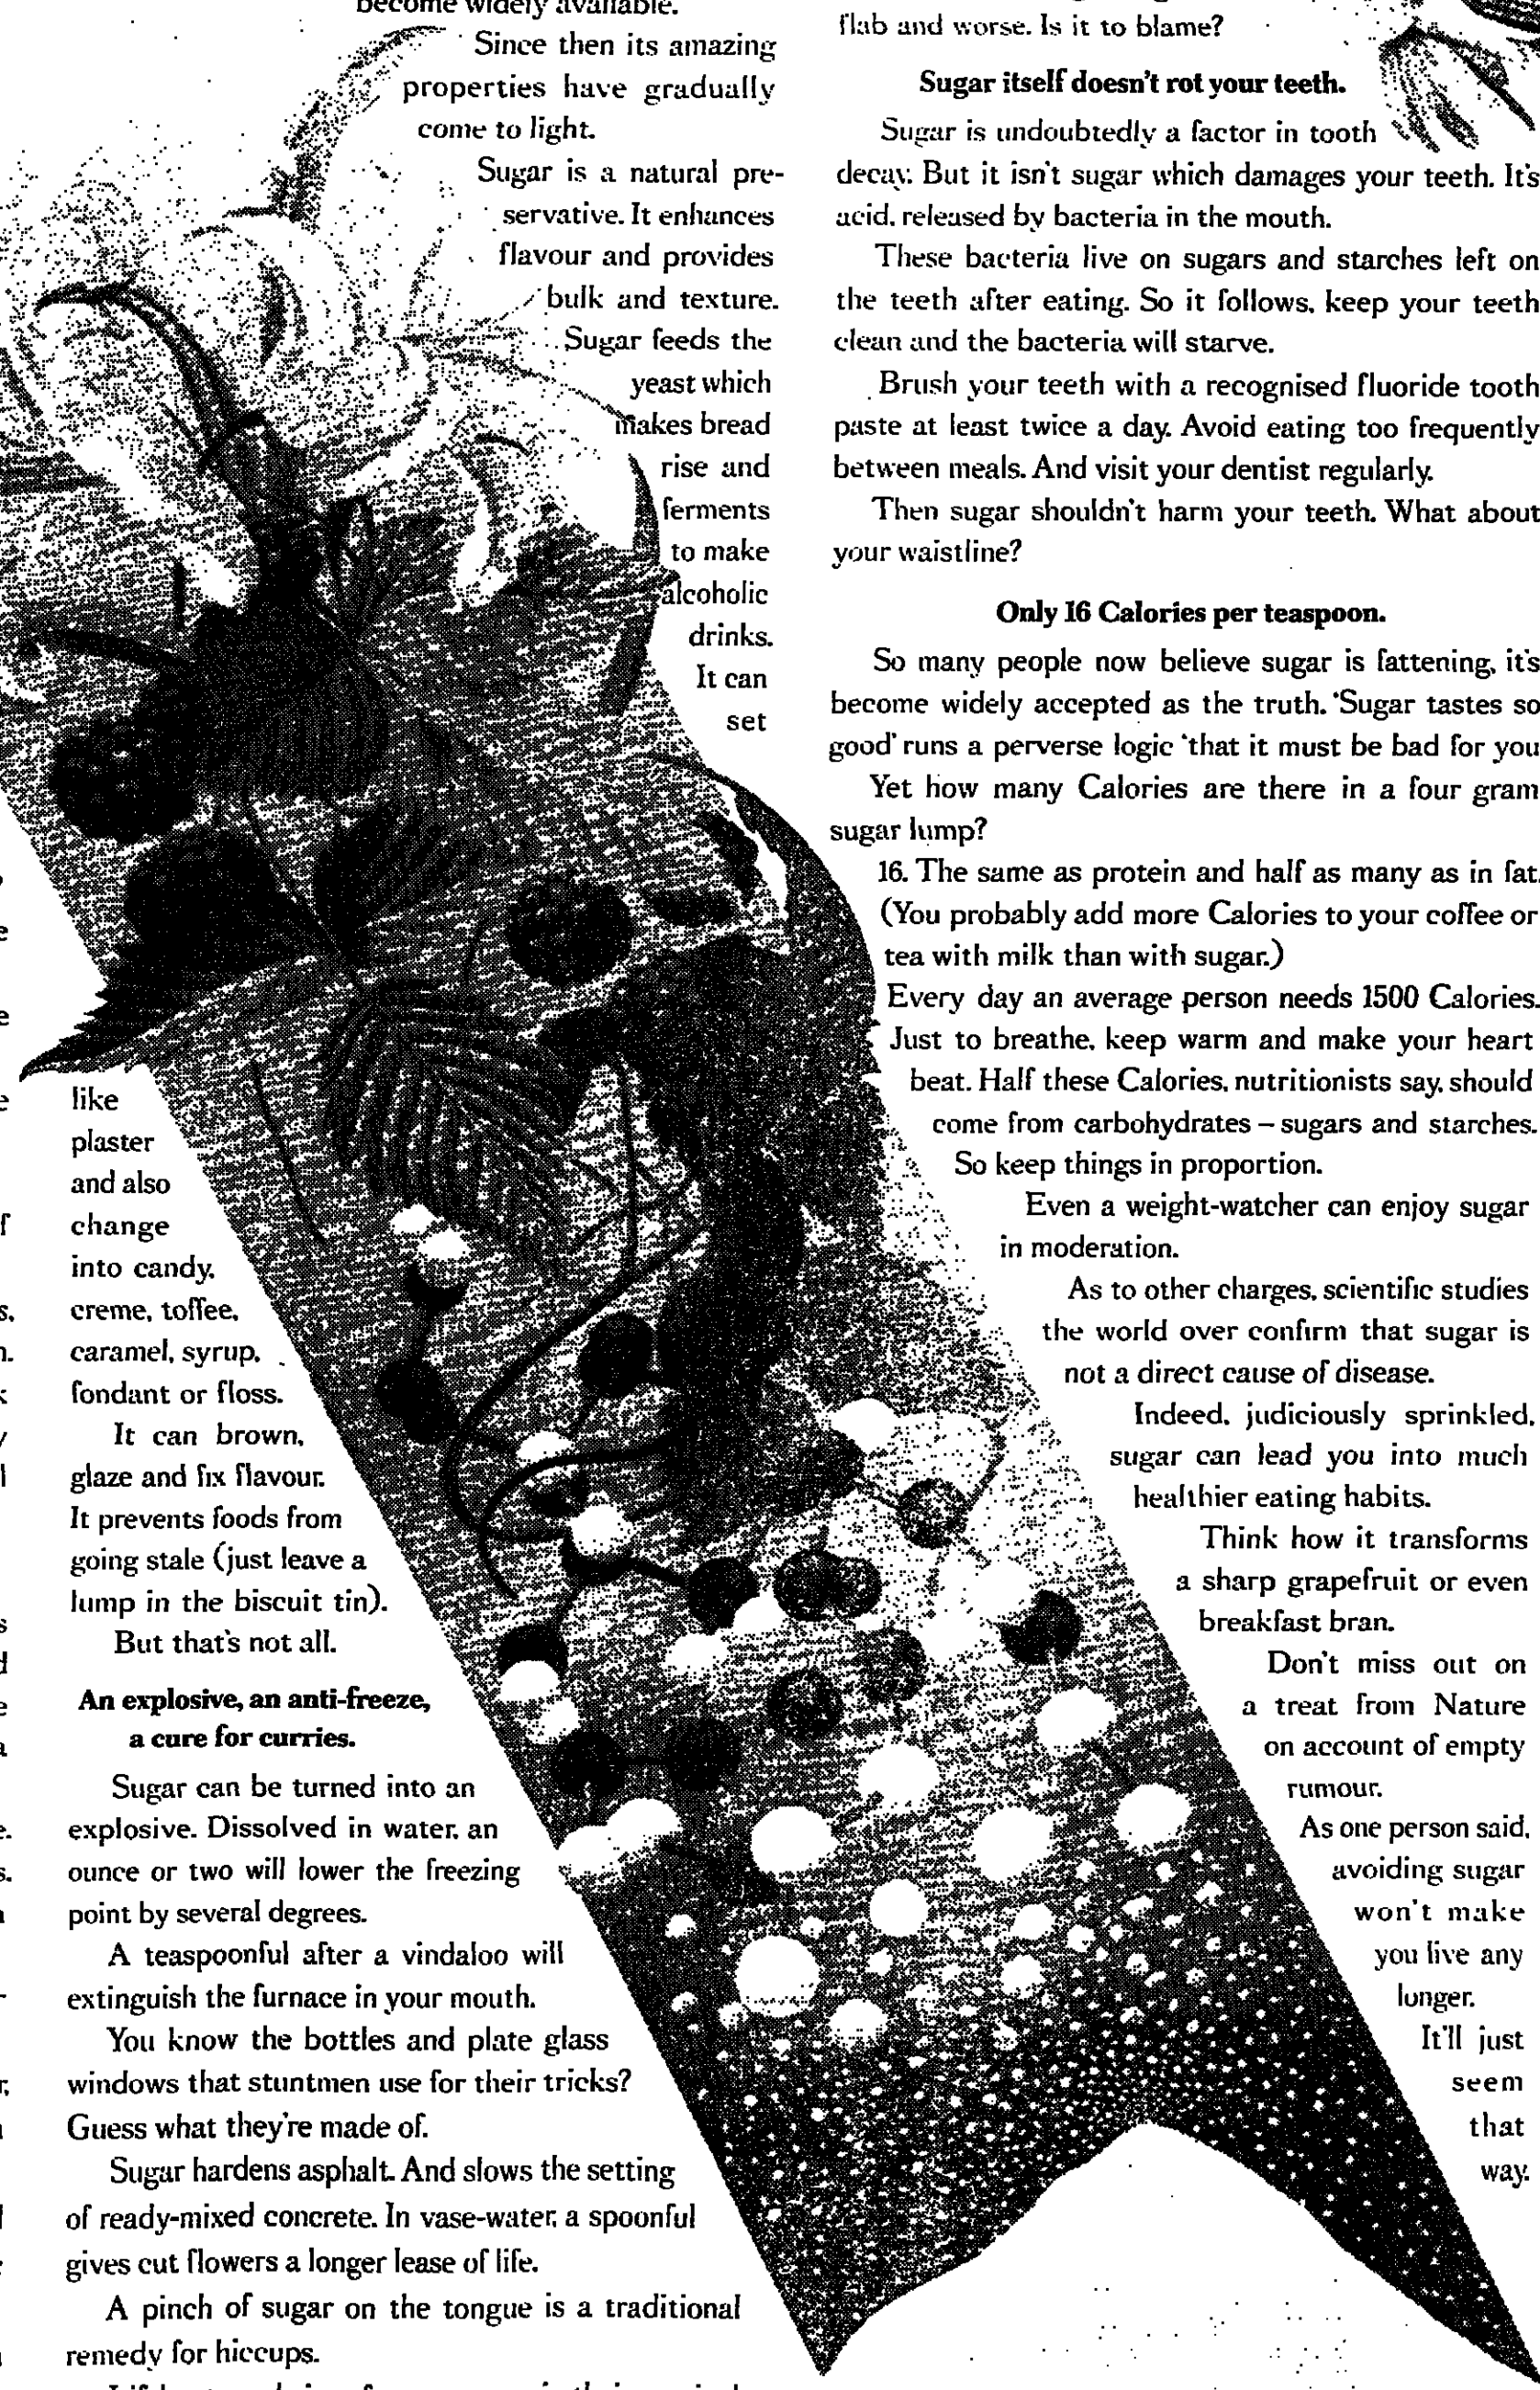 become widely available.
Since then its amazing
properties have gradually
come to light.
Sugar is a natural pre-
servative. It enhances
flavour and provides
bulk and texture.
Sugar feeds the
yeast which
makes bread
rise and
ferments
to make
alcoholic
drinks.
It can
set
like
plaster
and also
change
into candy,
creme, toffee,
caramel, syrup,
fondant or floss.
It can brown,
glaze and fix flavour.
It prevents foods from
going stale (just leave a
lump in the biscuit tin).
But that's not all.
An explosive, an anti-freeze,
a cure for curries.
Sugar can be turned into an
explosive. Dissolved in water, an
ounce or two will lower the freezing
point by several degrees.
A teaspoonful after a vindaloo will
extinguish the furnace in your mouth.
You know the bottles and plate glass
windows that stuntmen use for their tricks?
Guess what they're made of.
Sugar hardens asphalt. And slows the setting
of ready-mixed concrete. In vase-water, a spoonful
gives cut flowers a longer lease of life.
A pinch of sugar on the tongue is a traditional
remedy for hiccups.
flab and worse. Is it to blame?
Sugar itself doesn't rot your teeth.
Sugar is undoubtedly a factor in tooth
decay. But it isn't sugar which damages your teeth. It's
acid, released by bacteria in the mouth.
These bacteria live on sugars and starches left on
the teeth after eating. So it follows, keep your teeth
clean and the bacteria will starve.
Brush your teeth with a recognised fluoride tooth
paste at least twice a day. Avoid eating too frequently
between meals. And visit your dentist regularly.
Then sugar shouldn't harm your teeth. What about
your waistline?
Only 16 Calories per teaspoon.
So many people now believe sugar is fattening, it's
become widely accepted as the truth. 'Sugar tastes so
good' runs a perverse logic 'that it must be bad for you
Yet how many Calories are there in a four gram
sugar lump?
16. The same as protein and half as many as in fat.
(You probably add more Calories to your coffee or
tea with milk than with sugar.)
Every day an average person needs 1500 Calories.
Just to breathe, keep warm and make your heart
beat. Half these Calories, nutritionists say, should
come from carbohydrates – sugars and starches.
So keep things in proportion.
Even a weight-watcher can enjoy sugar
in moderation.
As to other charges, scientific studies
the world over confirm that sugar is
not a direct cause of disease.
Indeed, judiciously sprinkled,
sugar can lead you into much
healthier eating habits.
Think how it transforms
a sharp grapefruit or even
breakfast bran.
Don't miss out on
a treat from Nature
on account of empty
rumour.
As one person said,
avoiding sugar
won't make
you live any
longer.
It'll just
seem
that
way.